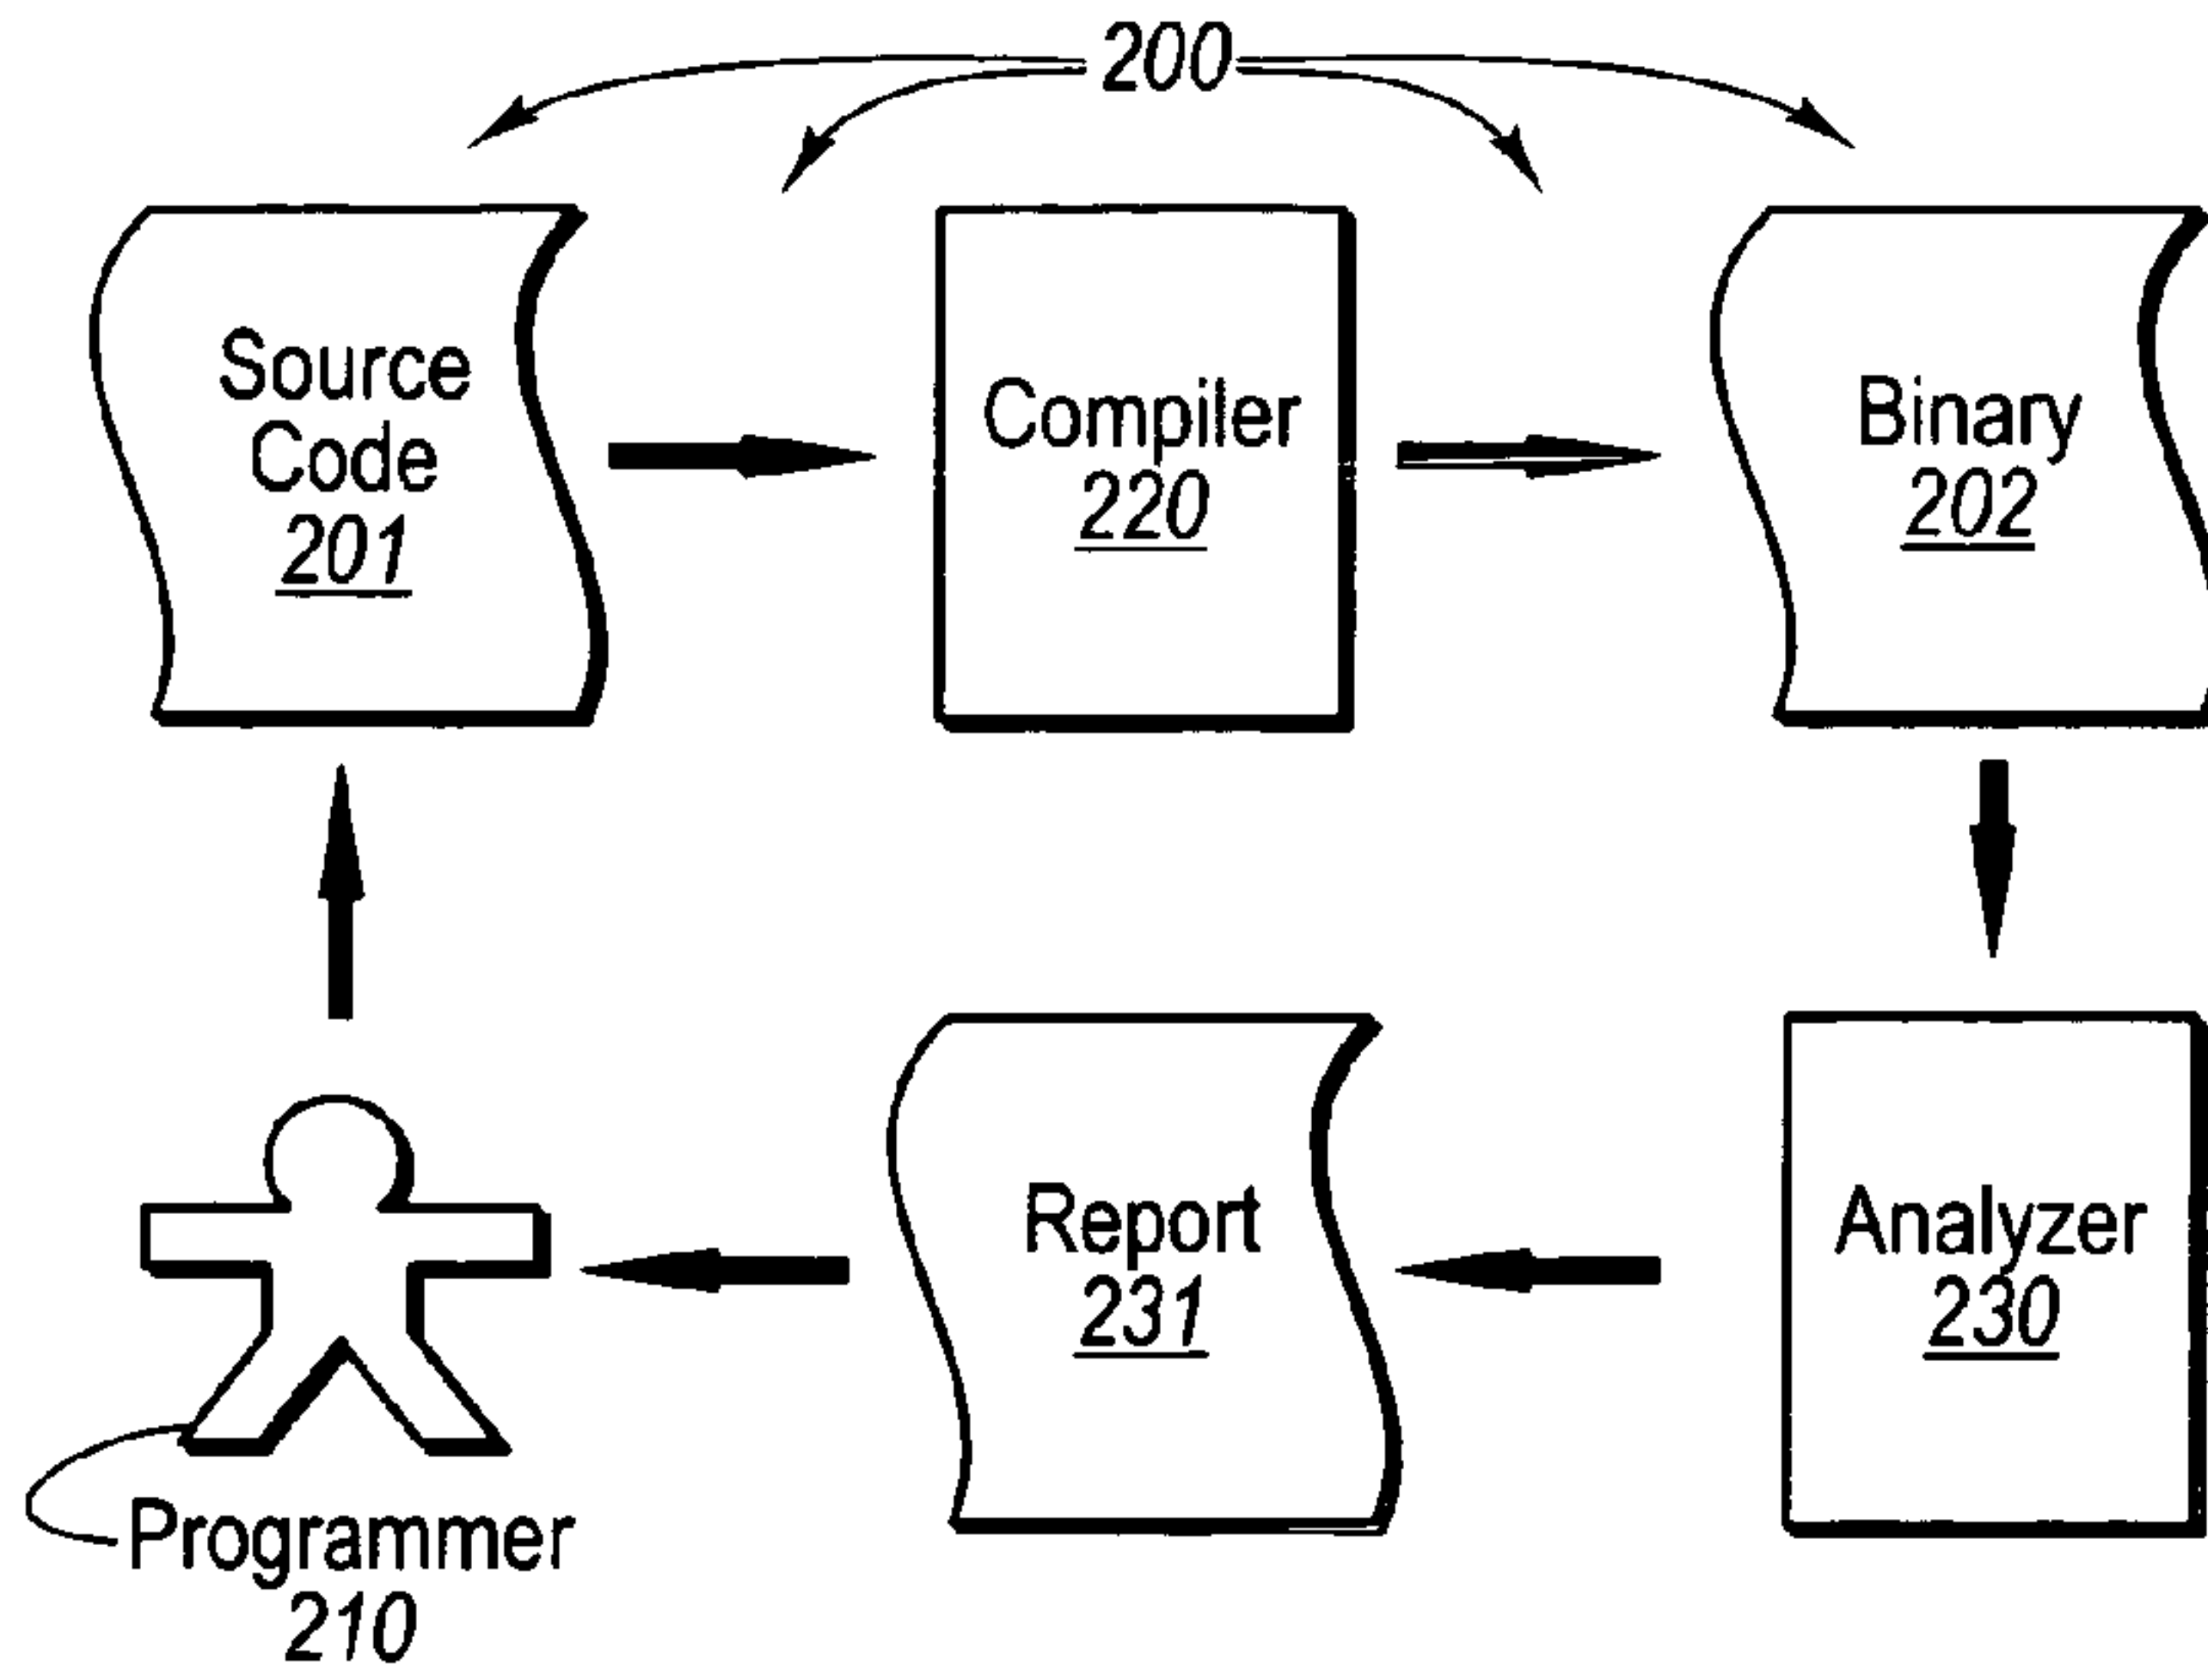 200
Source
Code
201
Compiler
220
Binary
202
Programmer
210
Report
231
Analyzer
230